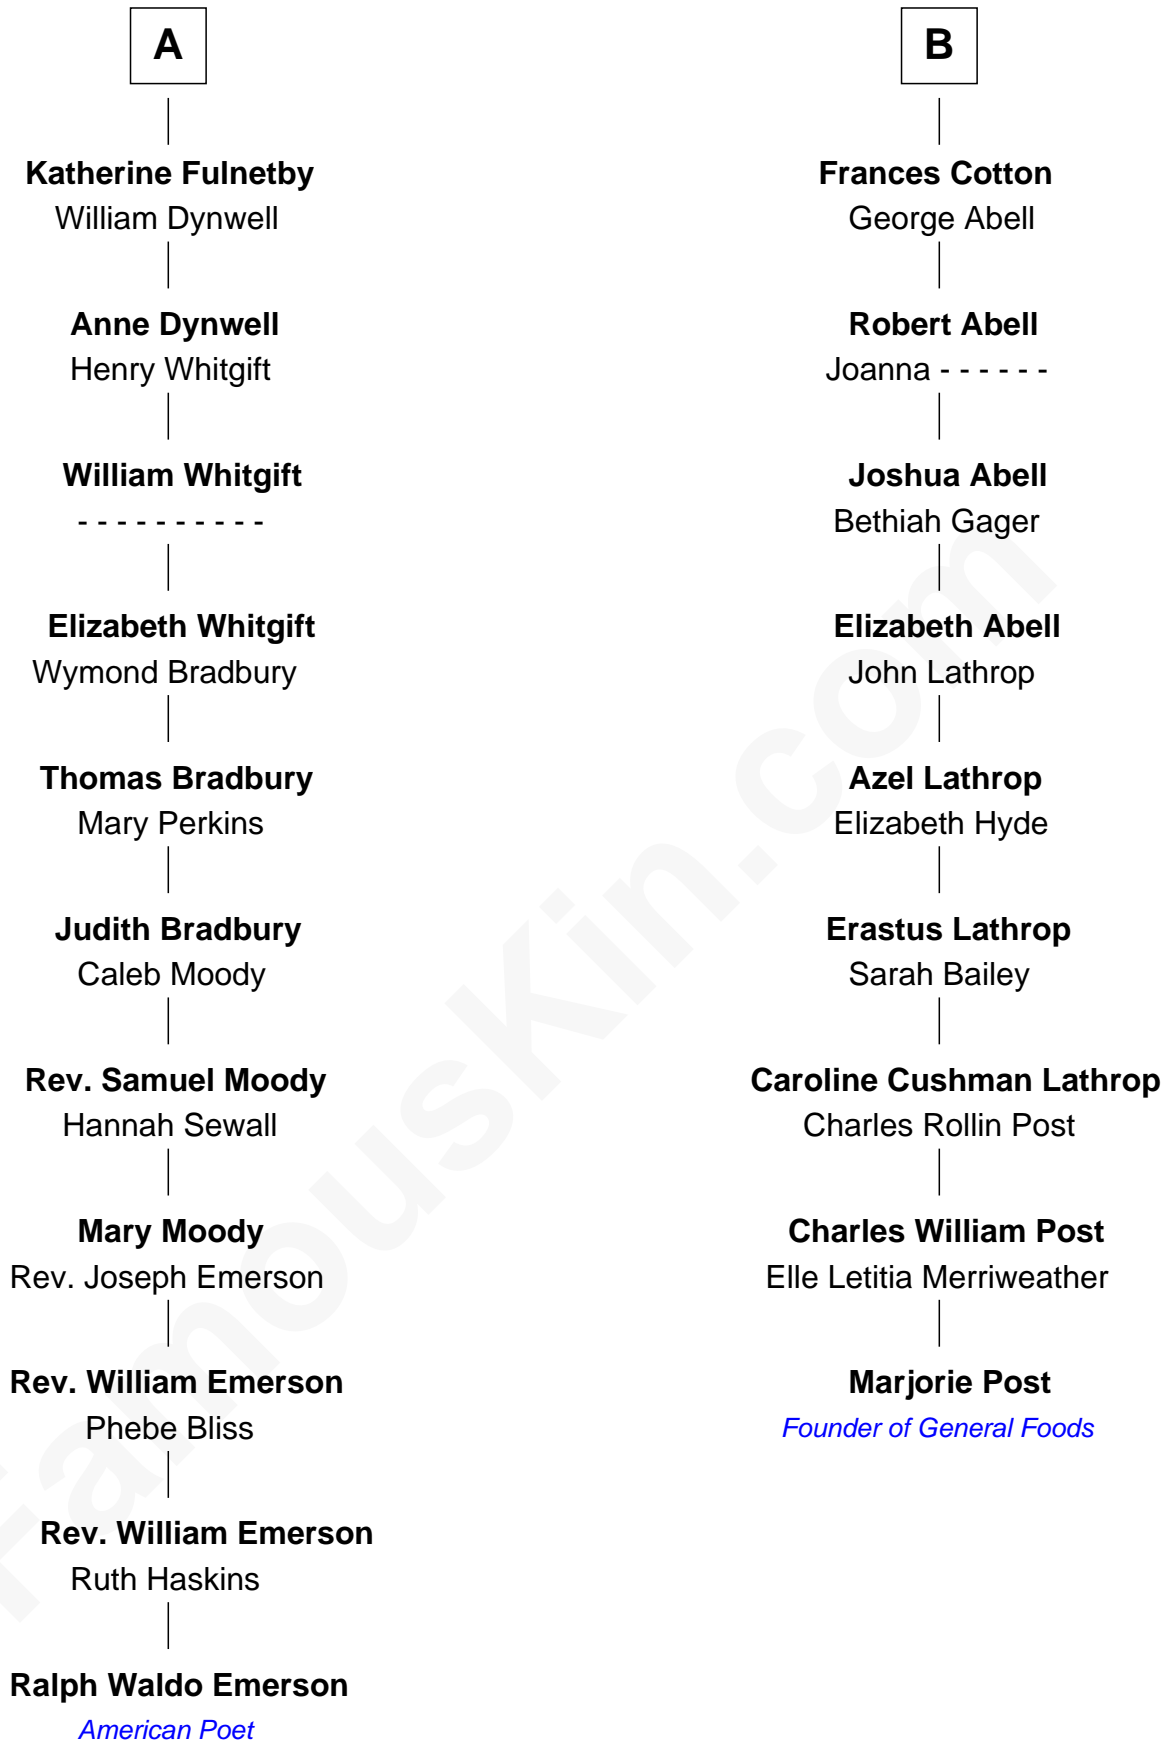 A
Katherine Fulnetby
William Dynwell
Anne Dynwell
Henry Whitgift
William Whitgift
- - - - - - - - - -
Elizabeth Whitgift
Wymond Bradbury
Thomas Bradbury
Mary Perkins
Judith Bradbury
Caleb Moody
Rev. Samuel Moody
Hannah Sewall
Mary Moody
Rev. Joseph Emerson
Rev. William Emerson
Phebe Bliss
Rev. William Emerson
Ruth Haskins
Ralph Waldo Emerson
American Poet
B
Frances Cotton
George Abell
Robert Abell
Joanna - - - - - -
Joshua Abell
Bethiah Gager
Elizabeth Abell
John Lathrop
Azel Lathrop
Elizabeth Hyde
Erastus Lathrop
Sarah Bailey
Caroline Cushman Lathrop
Charles Rollin Post
Charles William Post
Elle Letitia Merriweather
Marjorie Post
Founder of General Foods
FamousKin.com